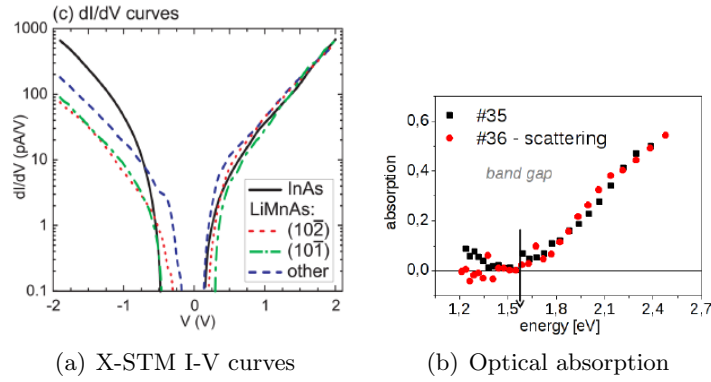 (c) dI/dV curves
1000
100
10
1
0.1
dI/dV (pA/V)
InAs
LiMnAs:
(102̅)
(101̅)
other
-2
-1
0
1
2
V (V)
(a) X-STM I-V curves
#35
#36 - scattering
band gap
0,6
0,4
0,2
0,0
absorption
1,2
1,5
1,8
2,1
2,4
2,7
energy [eV]
(b) Optical absorption